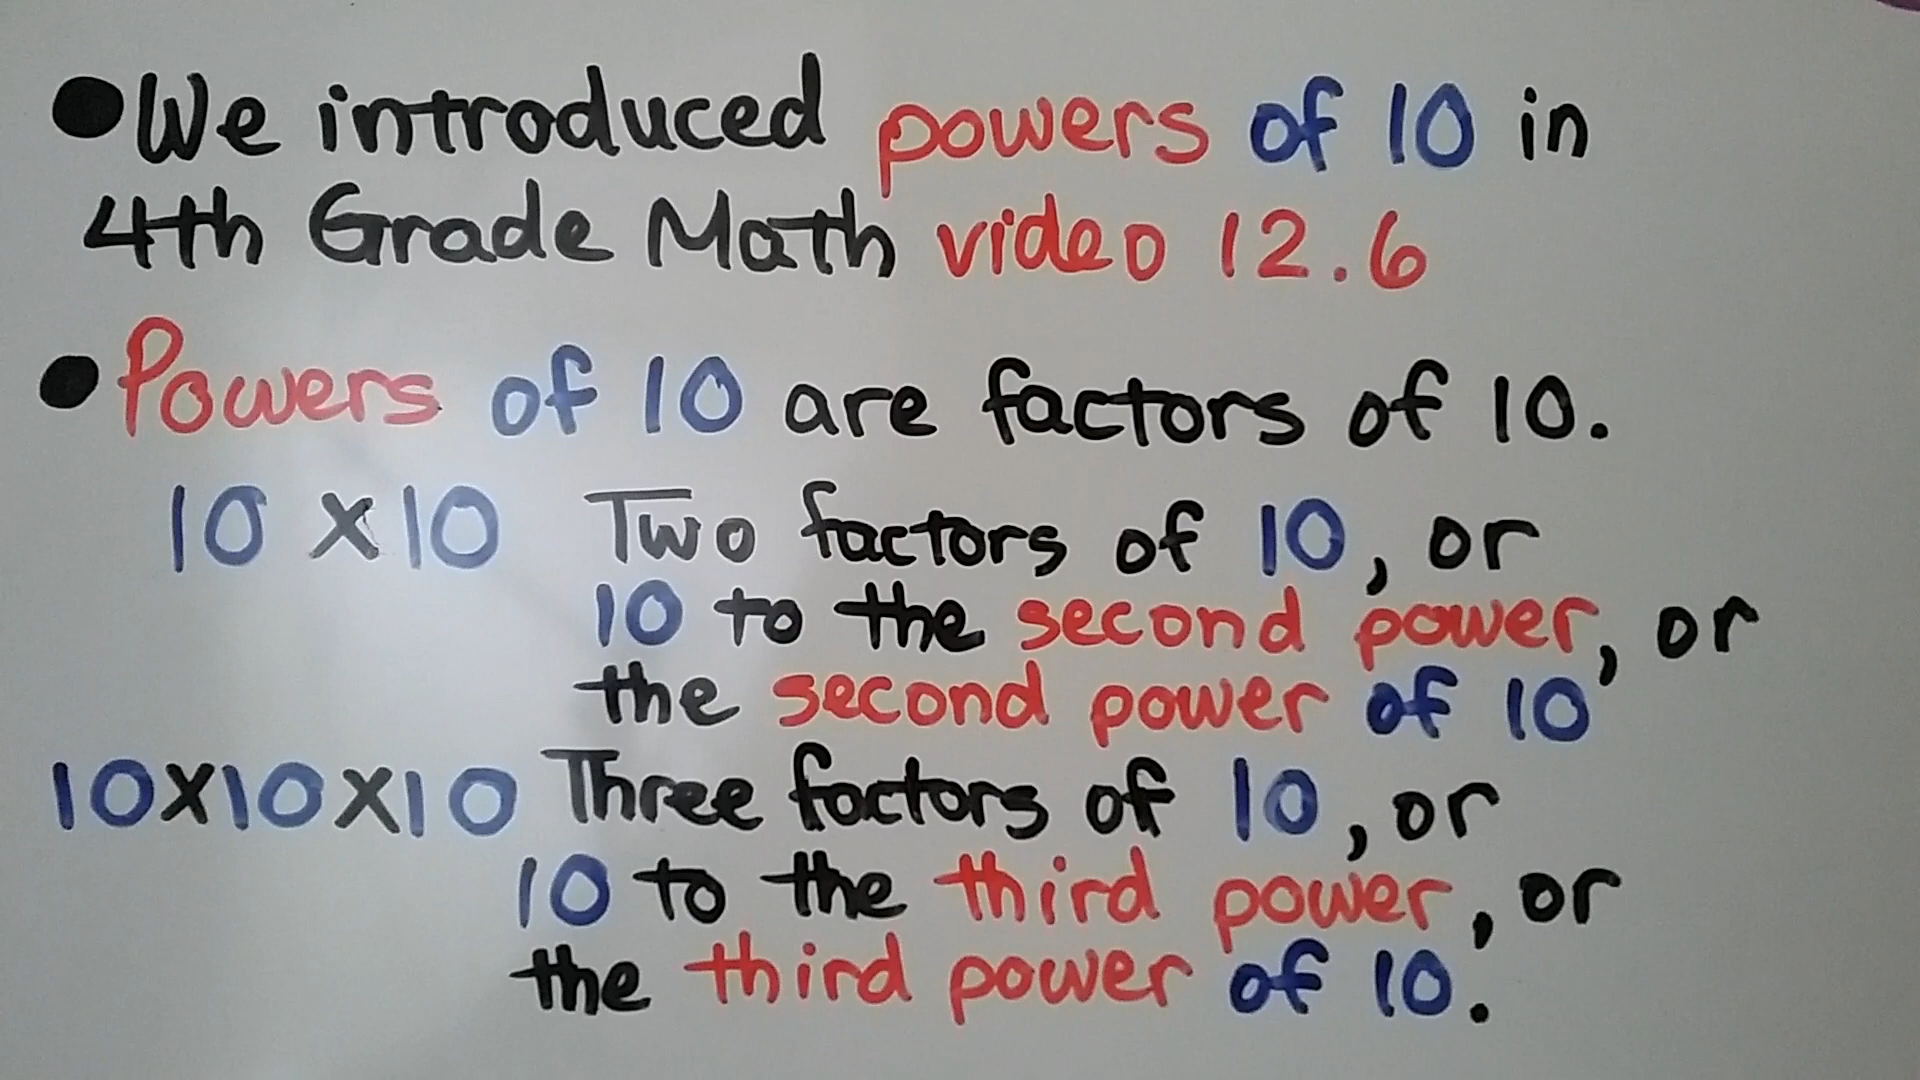 ●We introduced powers of 10 in
4th Grade Math video 12.6
●Powers of 10 are factors of 10.
10 x 10 Two factors of 10, or
10 to the second power, or
the second power of 10
10x10x10 Three factors of 10, or
10 to the third power, or
the third power of 10.